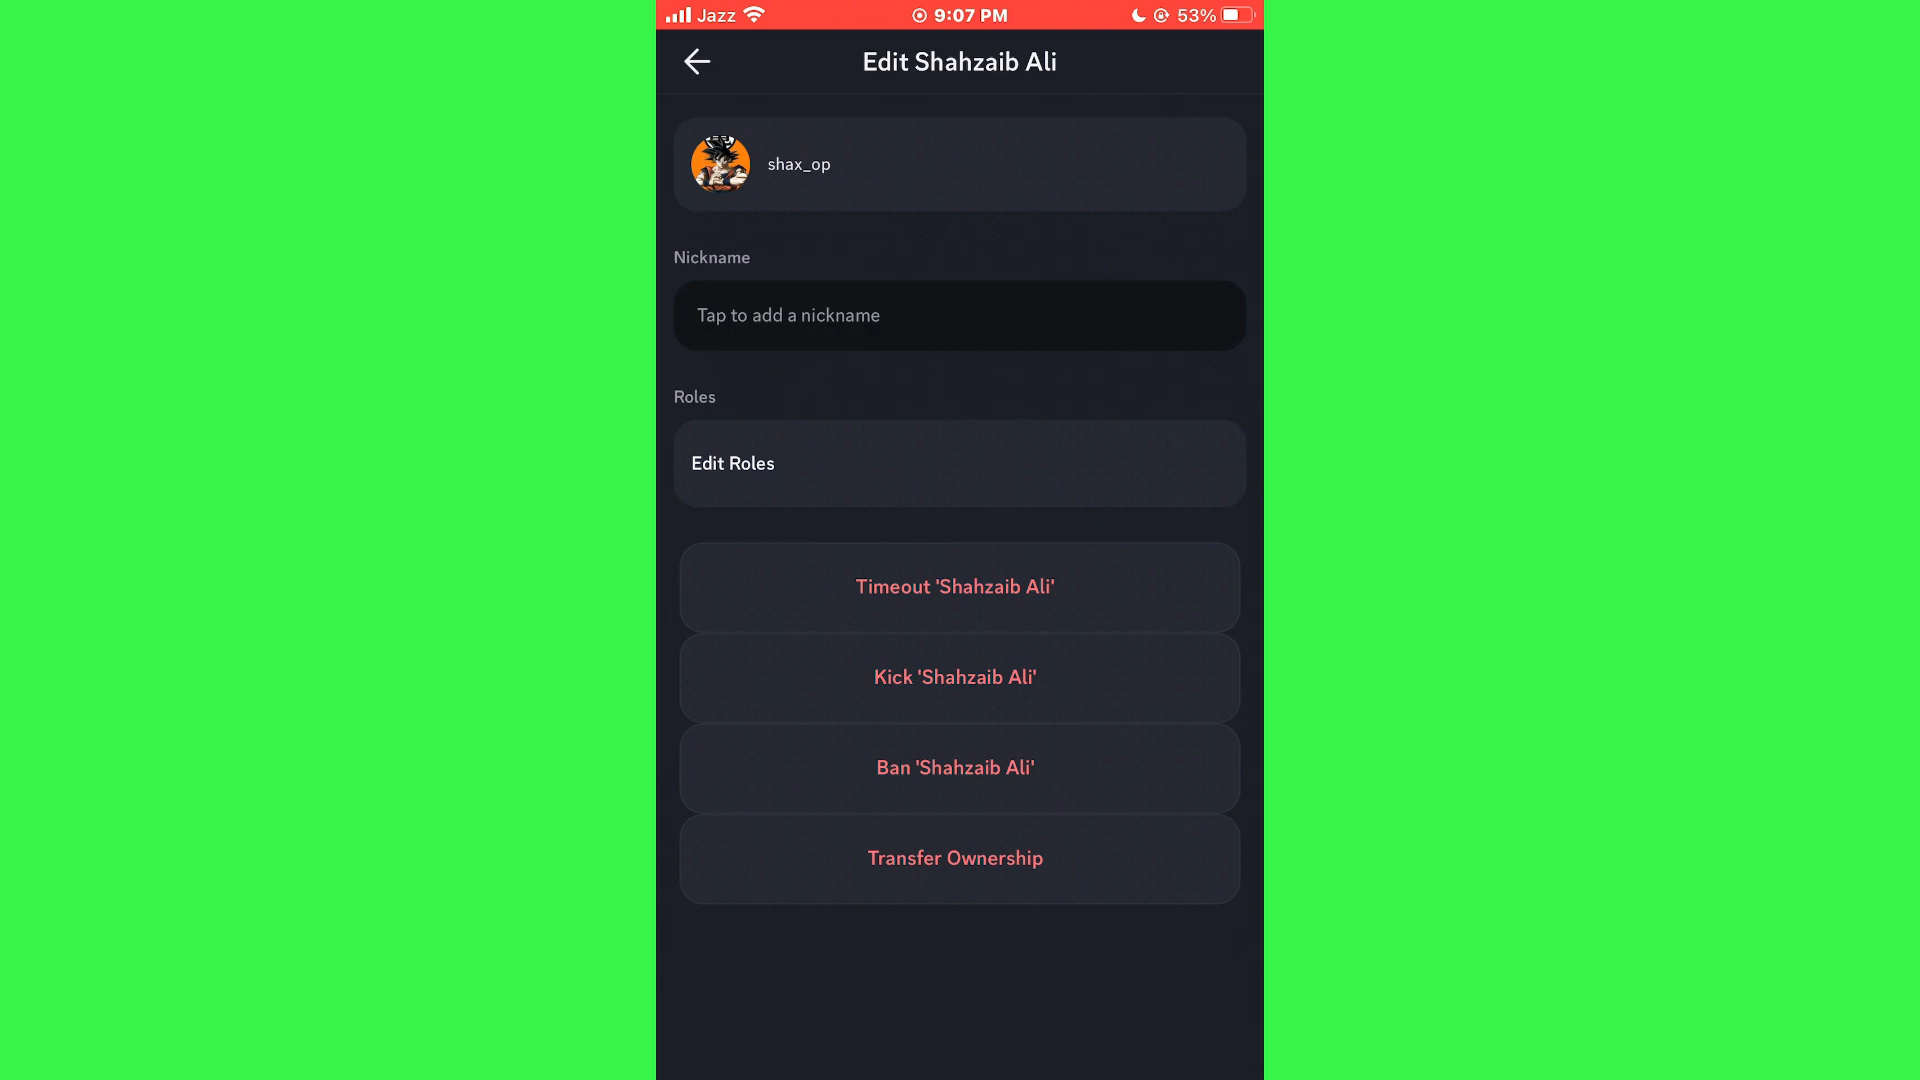 Jazz 9:07 PM 53%
Edit Shahzaib Ali
shax_op
Nickname
Tap to add a nickname
Roles
Edit Roles
Timeout 'Shahzaib Ali'
Kick 'Shahzaib Ali'
Ban 'Shahzaib Ali'
Transfer Ownership